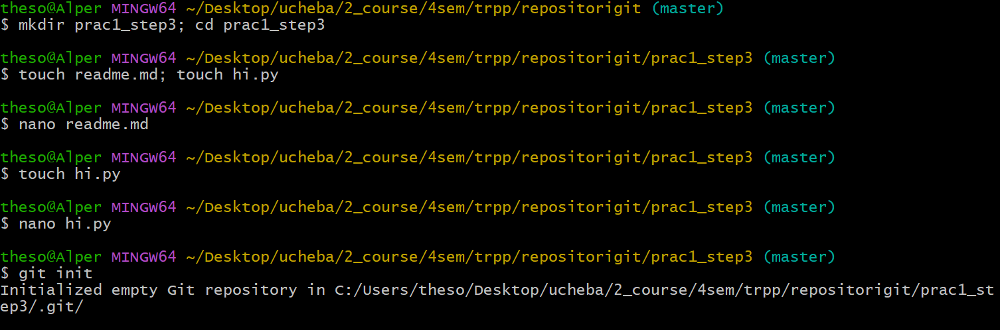 theso@Alper MINGW64 ~/Desktop/ucheba/2_course/4sem/trpp/repositorigit (master)
$ mkdir prac1_step3; cd prac1_step3
theso@Alper MINGW64 ~/Desktop/ucheba/2_course/4sem/trpp/repositorigit/prac1_step3 (master)
$ touch readme.md; touch hi.py
theso@Alper MINGW64 ~/Desktop/ucheba/2_course/4sem/trpp/repositorigit/prac1_step3 (master)
$ nano readme.md
theso@Alper MINGW64 ~/Desktop/ucheba/2_course/4sem/trpp/repositorigit/prac1_step3 (master)
$ touch hi.py
theso@Alper MINGW64 ~/Desktop/ucheba/2_course/4sem/trpp/repositorigit/prac1_step3 (master)
$ nano hi.py
theso@Alper MINGW64 ~/Desktop/ucheba/2_course/4sem/trpp/repositorigit/prac1_step3 (master)
$ git init
Initialized empty Git repository in C:/Users/theso/Desktop/ucheba/2_course/4sem/trpp/repositorigit/prac1_st
ep3/.git/